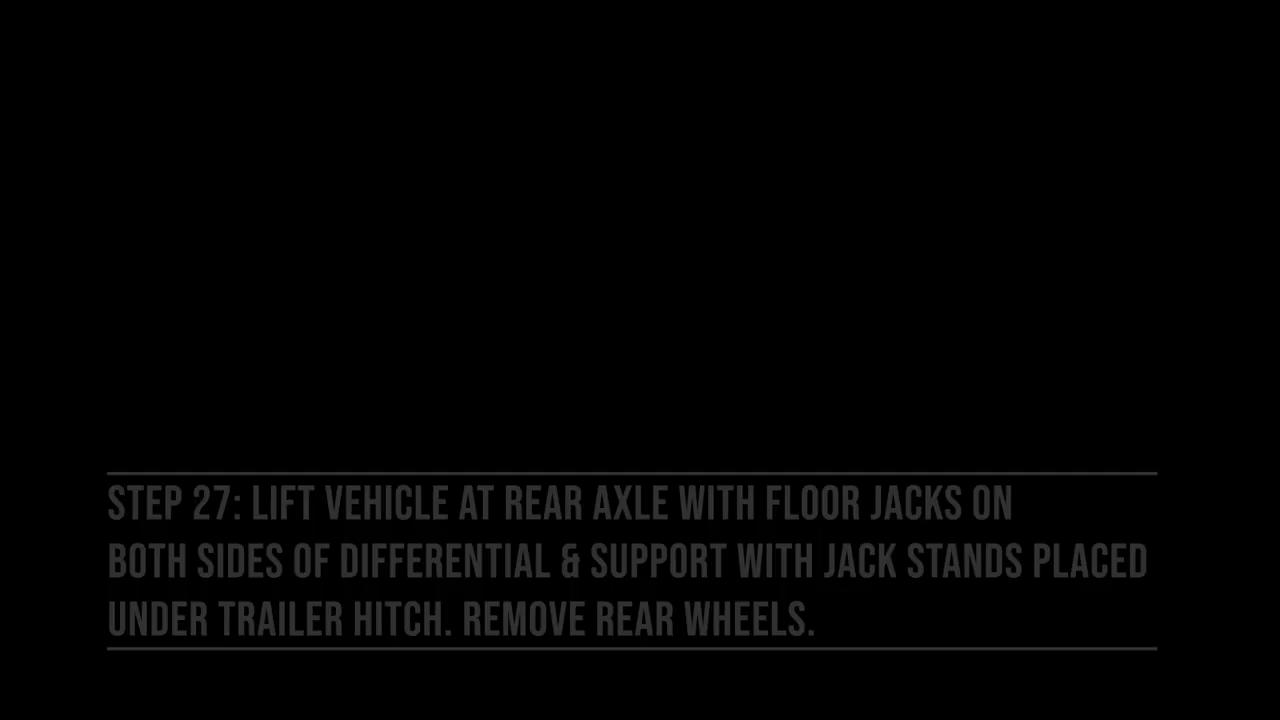 STEP 27: LIFT VEHICLE AT REAR AXLE WITH FLOOR JACKS ON
BOTH SIDES OF DIFFERENTIAL & SUPPORT WITH JACK STANDS PLACED
UNDER TRAILER HITCH. REMOVE REAR WHEELS.